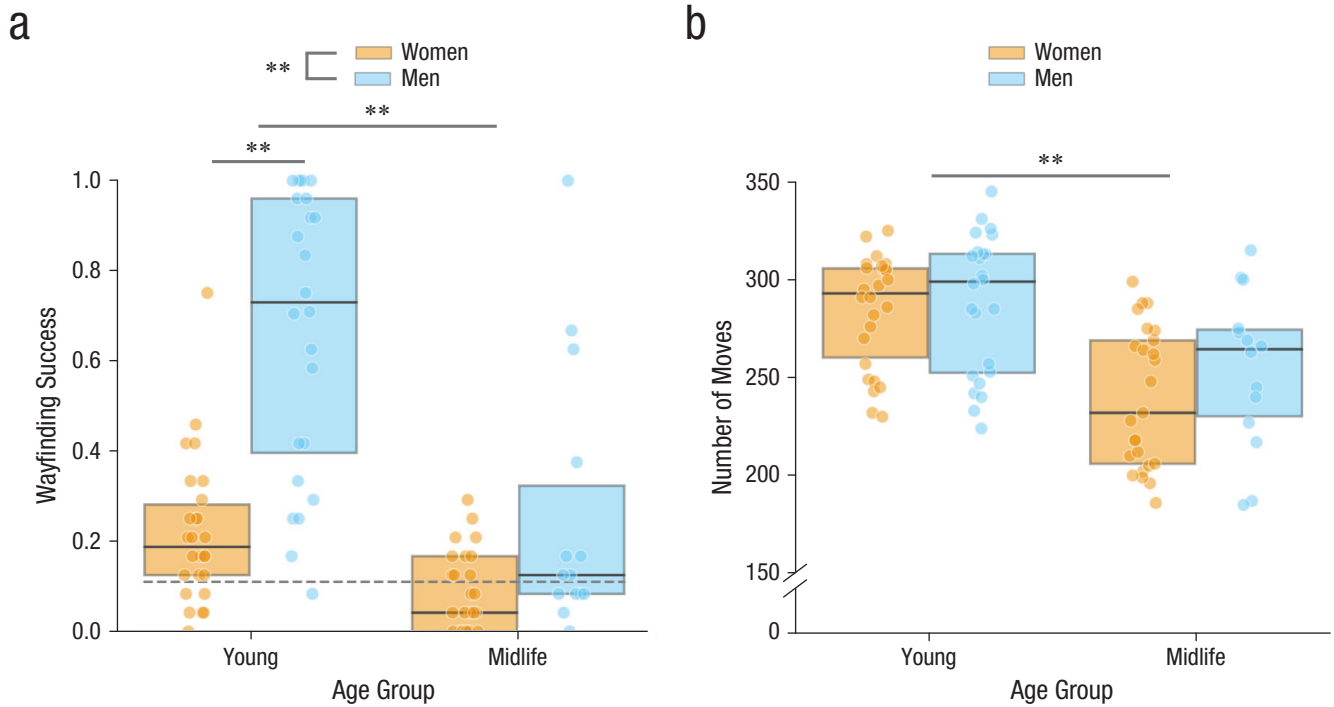 a
** Women
Men
**
**
1.0
0.8
0.6
0.4
0.2
0.0
Wayfinding Success
Young Midlife
Age Group
b
Women
Men
**
350
300
250
200
150
0
Number of Moves
Young Midlife
Age Group